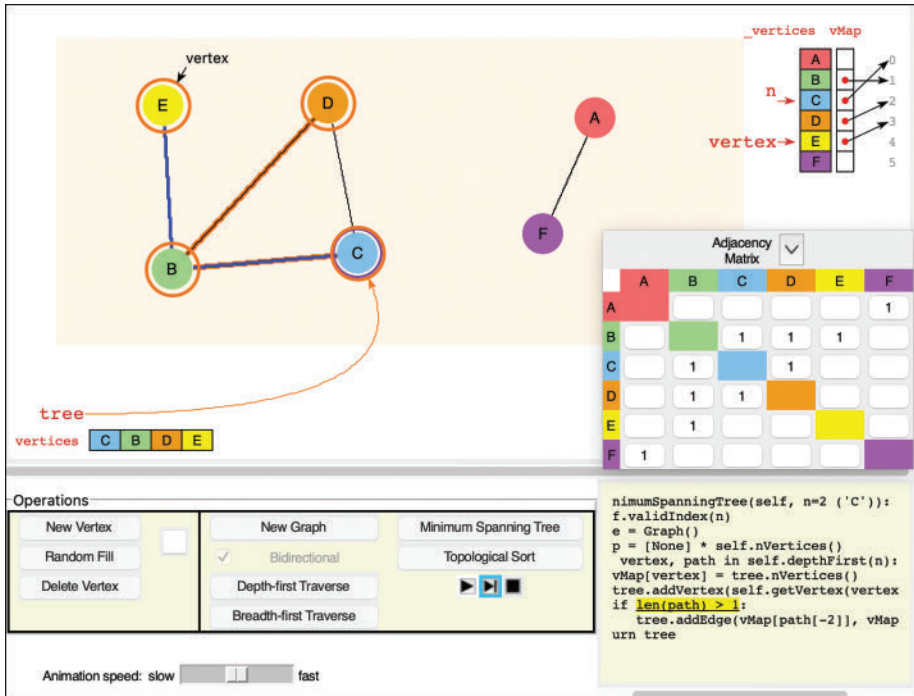 _vertices vMap
vertex
E
D
A
B
C
F
A
B
C
D
E
F
n
vertex
0
1
2
3
4
5
Adjacency
Matrix
A B C D E F
A 1
B 1 1 1
C 1 1
D 1 1
E 1
F 1
tree
vertices C B D E
Operations
New Vertex
Random Fill
Delete Vertex
New Graph
Bidirectional
Depth-first Traverse
Breadth-first Traverse
Minimum Spanning Tree
Topological Sort
Animation speed: slow fast
nimumSpanningTree(self, n=2 ('C')):
f.validIndex(n)
e = Graph()
p = [None] * self.nVertices()
vertex, path in self.depthFirst(n):
vMap[vertex] = tree.nVertices()
tree.addVertex(self.getVertex(vertex
if len(path) > 1:
tree.addEdge(vMap[path[-2]], vMap
urn tree